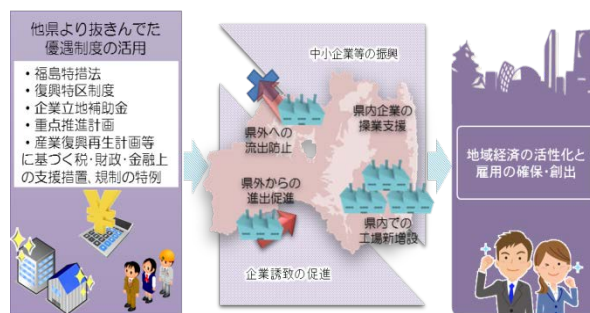 他県より抜きんでた
優遇制度の活用
・福島特措法
・復興特区制度
・企業立地補助金
・重点推進計画
・産業復興再生計画等
に基づく税・財政・金融上
の支援措置、規制の特例
中小企業等の振興
県外への
流出防止
県内企業の
操業支援
県外からの
進出促進
県内での
工場新増設
企業誘致の促進
地域経済の活性化と
雇用の確保・創出